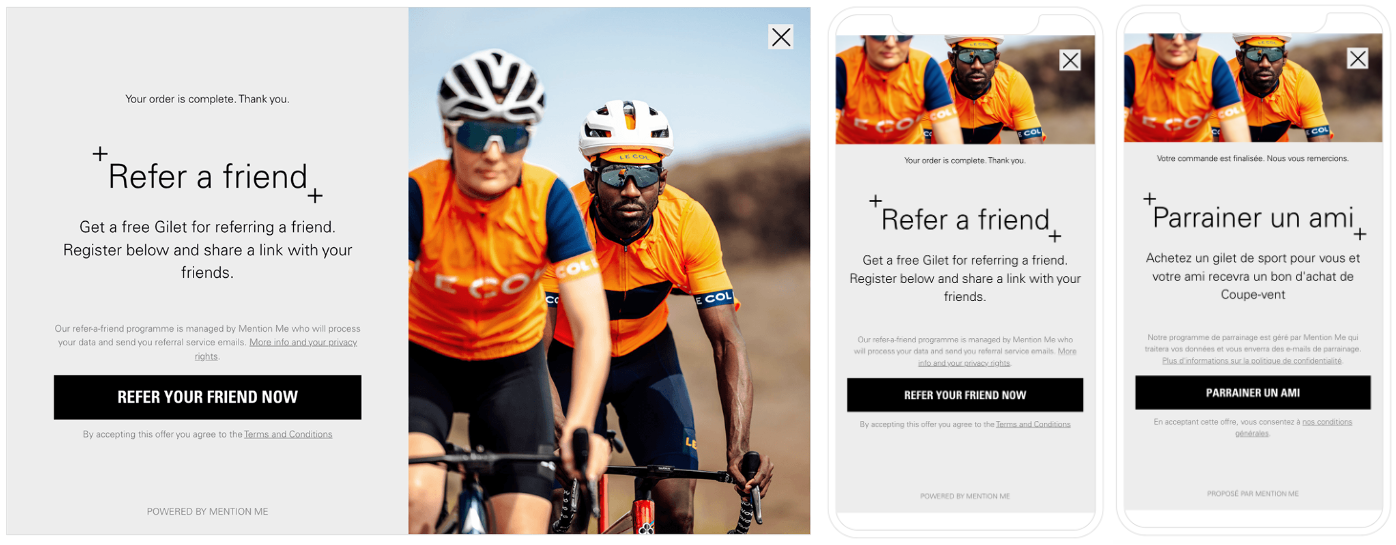 Your order is complete. Thank you.
Refer a friend
Get a free Gilet for referring a friend.
Register below and share a link with your
friends.
Our refer-a-friend programme is managed by Mention Me who will process
your data and send you referral service emails. More info and your privacy
rights.
REFER YOUR FRIEND NOW
By accepting this offer you agree to the Terms and Conditions
POWERED BY MENTION ME
LE COL
LE COL
COL
Your order is complete. Thank you.
Refer a friend
Get a free Gilet for referring a friend.
Register below and share a link with your
friends.
Our refer-a-friend programme is managed by Mention Me who
will process your data and send you referral service emails. More
info and your privacy rights.
REFER YOUR FRIEND NOW
By accepting this offer you agree to the Terms and Conditions
POWERED BY MENTION ME
Votre commande est finalisée. Nous vous remercions.
Parrainer un ami
Achetez un gilet de sport pour vous et
votre ami recevra un bon d'achat de
Coupe-vent
Notre programme de parrainage est géré par Mention Me qui
traitera vos données et vous enverra des e-mails de parrainage.
Plus d'informations sur la politique de confidentialité.
PARRAINER UN AMI
En acceptant cette offre, vous consentez à nos conditions
générales.
PROPOSÉ PAR MENTION ME